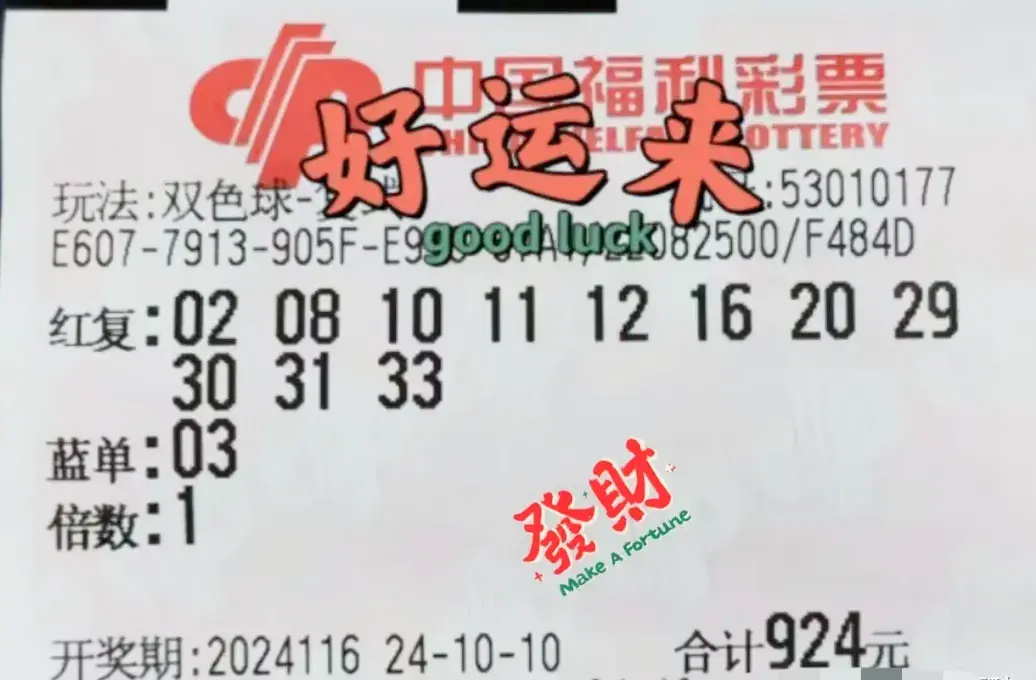 中国福利彩票
好运来
玩法:双色球-复式 :53010177
good luck
E607-7913-905F-E9 082500/F484D
红复:02 08 10 11 12 16 20 29
30 31 33
蓝单:03
倍数:1
發財
Make A Fortune
开奖期:2024116 24-10-10 合计924元